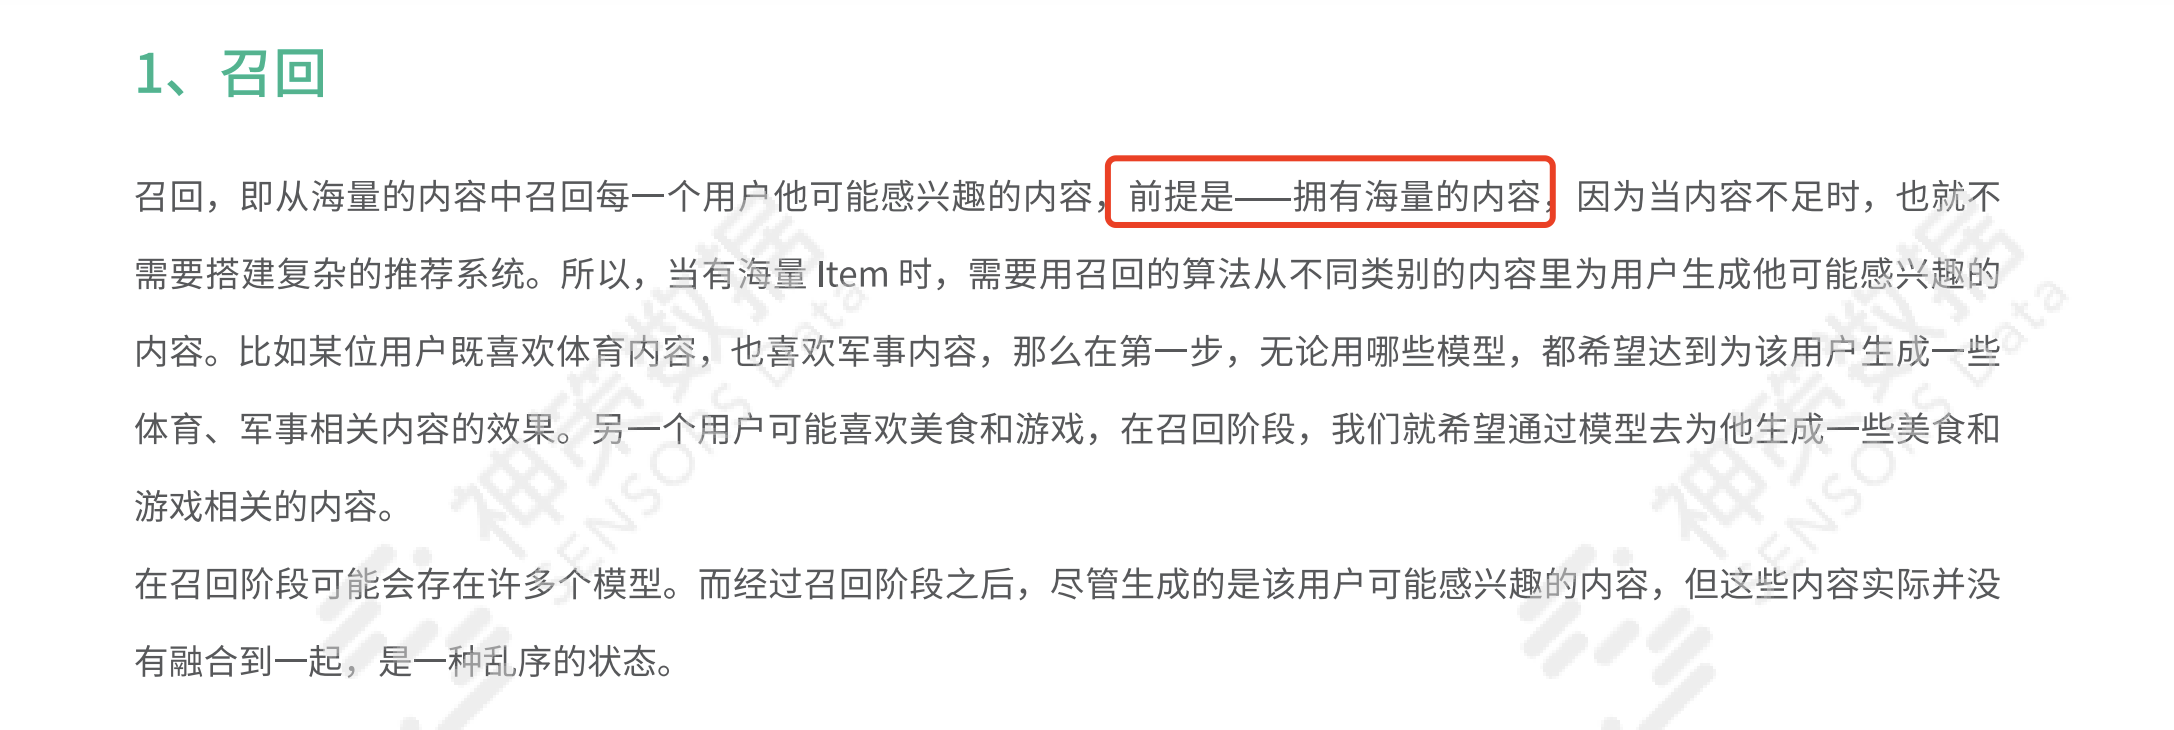 1、召回
召回，即从海量的内容中召回每一个用户他可能感兴趣的内容，前提是——拥有海量的内容，因为当内容不足时，也就不
需要搭建复杂的推荐系统。所以，当有海量 Item 时，需要用召回的算法从不同类别的内容里为用户生成他可能感兴趣的
内容。比如某位用户既喜欢体育内容，也喜欢军事内容，那么在第一步，无论用哪些模型，都希望达到为该用户生成一些
体育、军事相关内容的效果。另一个用户可能喜欢美食和游戏，在召回阶段，我们就希望通过模型去为他生成一些美食和
游戏相关的内容。
在召回阶段可能会存在许多个模型。而经过召回阶段之后，尽管生成的是该用户可能感兴趣的内容，但这些内容实际并没
有融合到一起，是一种乱序的状态。
神策数据
SENSORS Data
神策数据
SENSORS Data